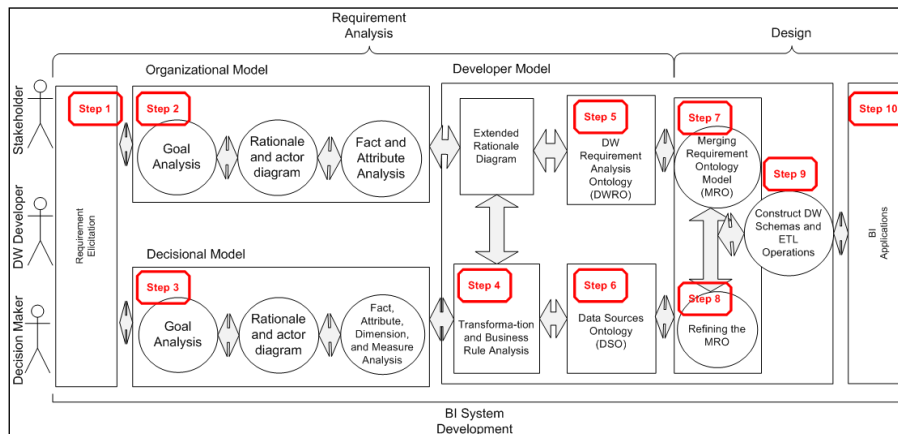 Requirement
Analysis
Design
Organizational Model
Developer Model
Stakeholder
DW Developer
Decision Maker
Step 1
Requirement
Elicitation
Step 2
Goal
Analysis
Rationale
and actor
diagram
Fact and
Attribute
Analysis
Extended
Rationale
Diagram
Step 5
DW
Requirement
Analysis
Ontology
(DWRO)
Step 7
Merging
Requirement
Ontology
Model
(MRO)
Step 9
Construct DW
Schemas and
ETL
Operations
Step 10
BI
Applications
Decisional Model
Step 3
Goal
Analysis
Rationale
and actor
diagram
Fact,
Attribute,
Dimension,
and Measure
Analysis
Step 4
Transforma-tion
and Business
Rule Analysis
Step 6
Data Sources
Ontology
(DSO)
Step 8
Refining the
MRO
BI System
Development